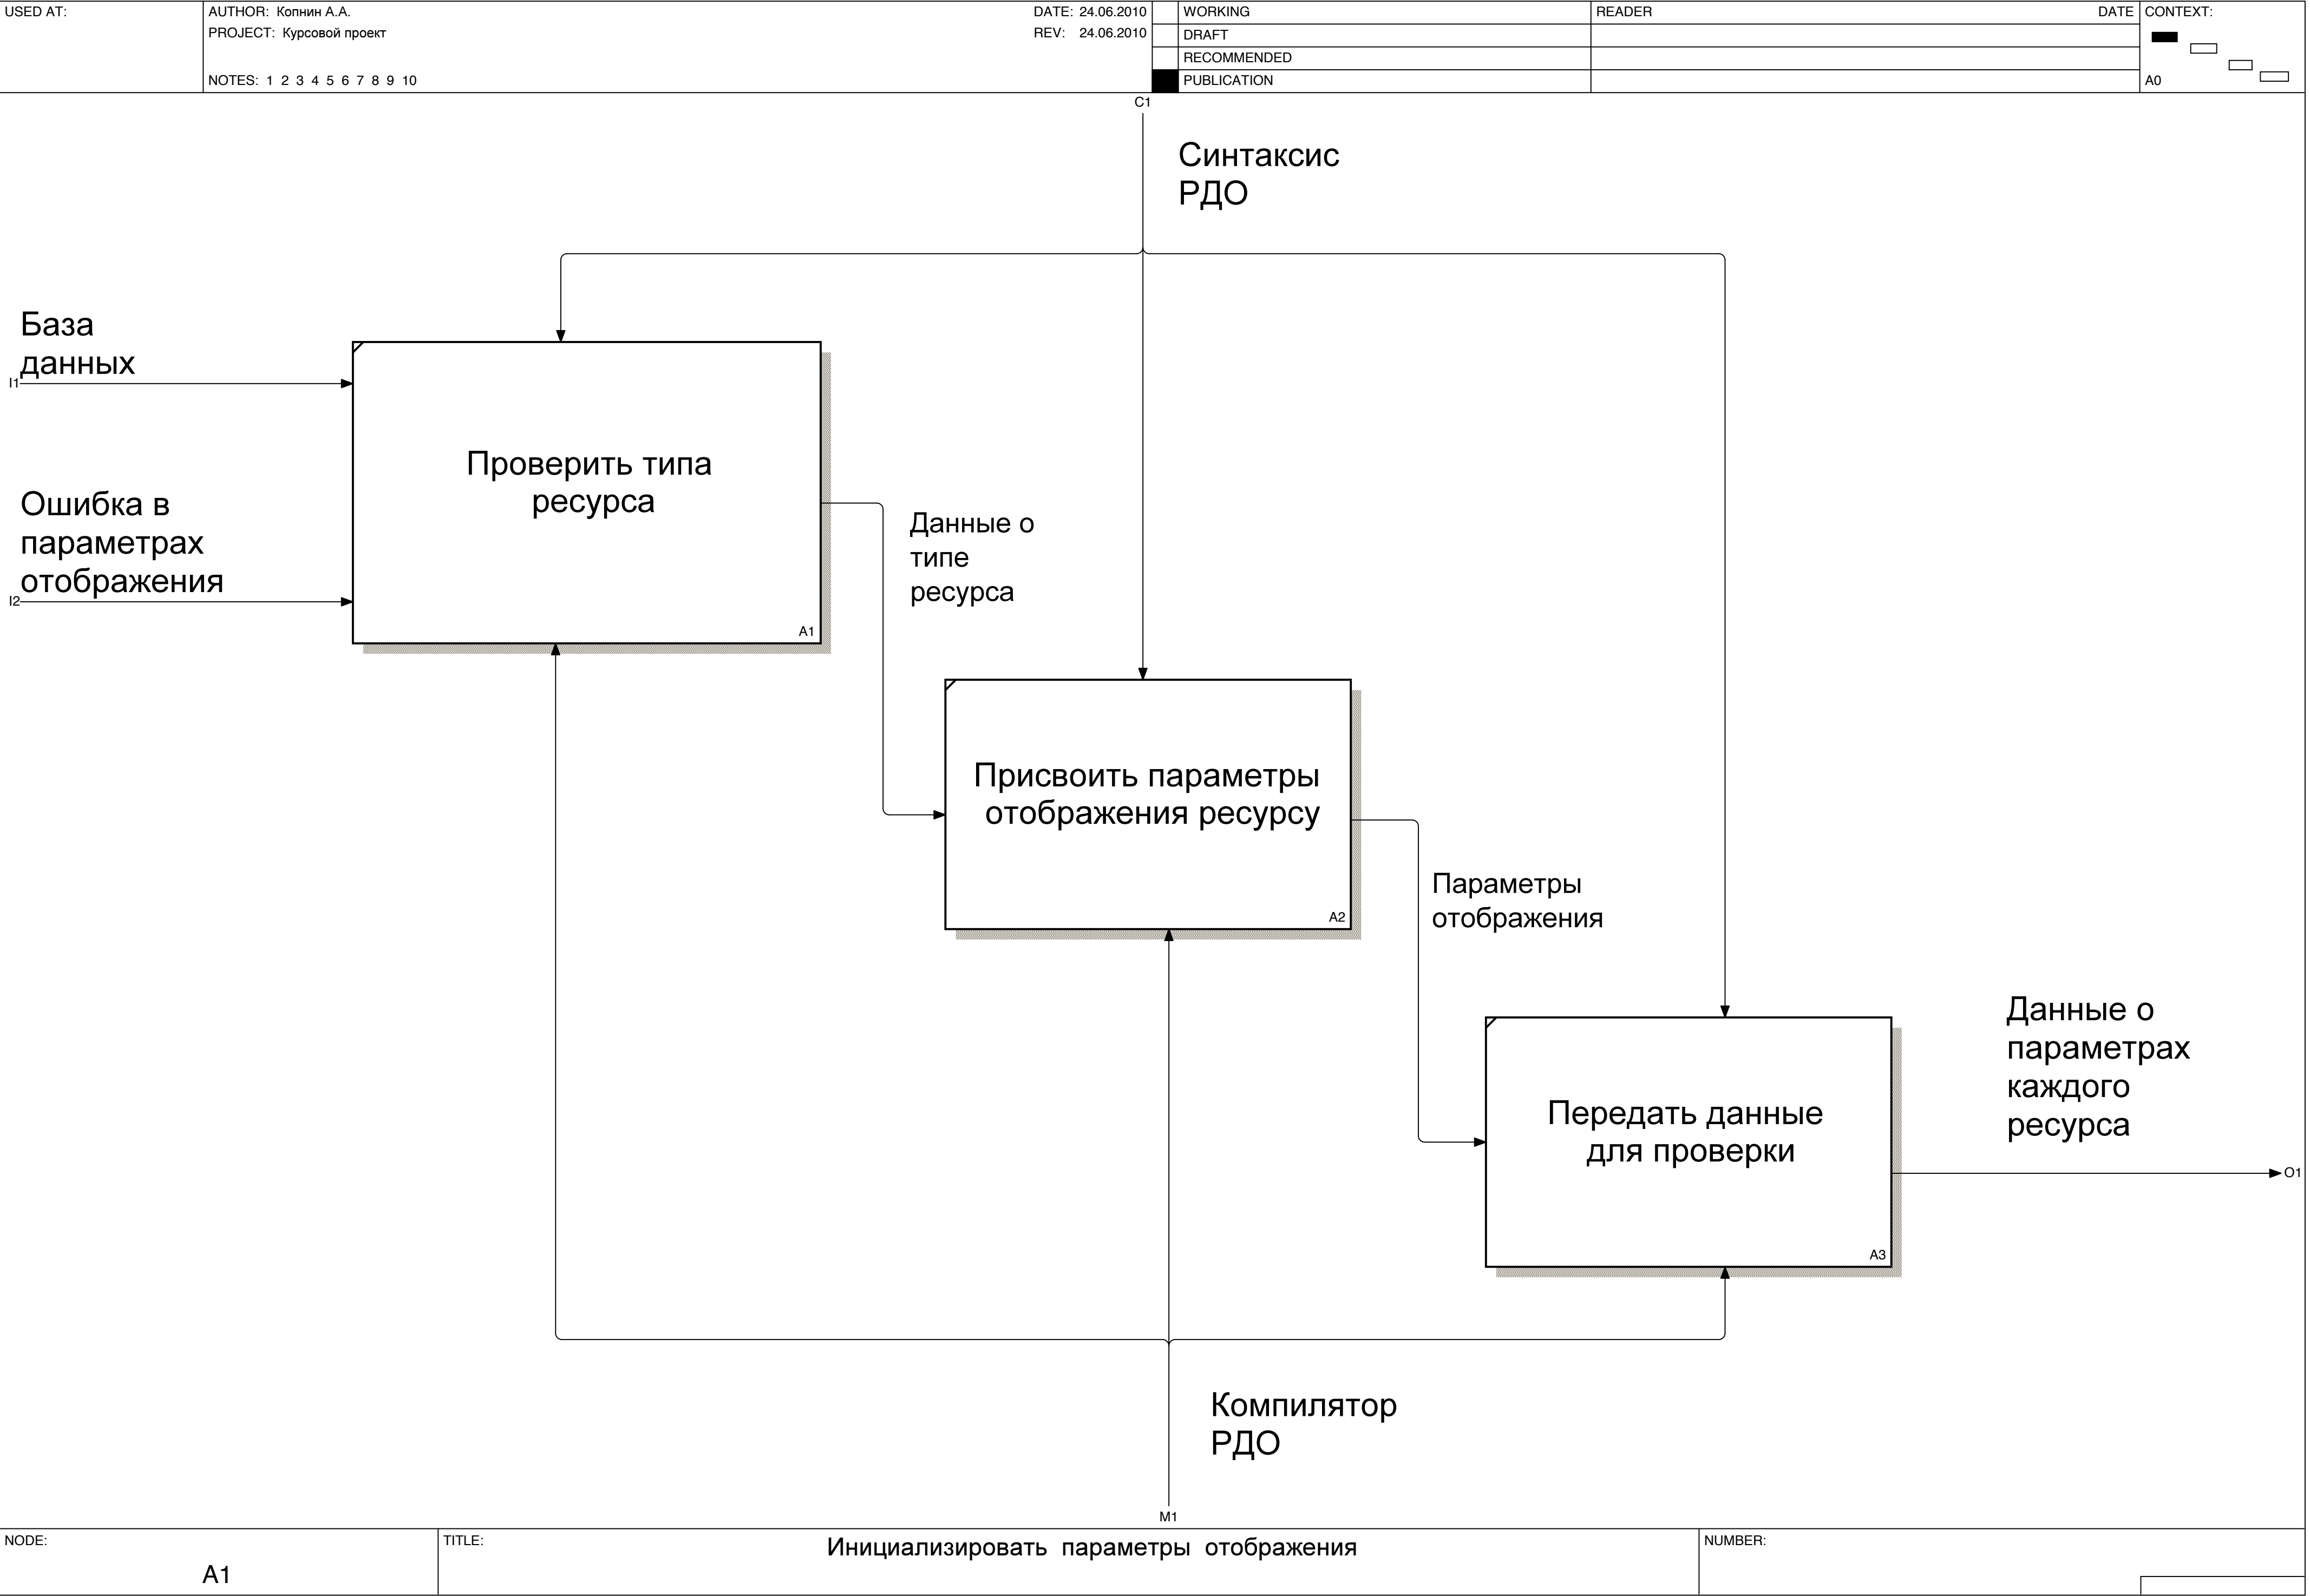 USED AT:
AUTHOR: Копнин А.А.
DATE: 24.06.2010
PROJECT: Курсовой проект
REV: 24.06.2010
NOTES: 1 2 3 4 5 6 7 8 9 10
WORKING
DRAFT
RECOMMENDED
PUBLICATION
READER
DATE
CONTEXT:
A0
C1
Синтаксис
РДО
База
данных
I1
Ошибка в
параметрах
отображения
I2
Проверить типа
ресурса
A1
Данные о
типе
ресурса
Присвоить параметры
отображения ресурсу
A2
Параметры
отображения
Передать данные
для проверки
A3
Данные о
параметрах
каждого
ресурса
O1
Компилятор
РДО
M1
NODE:
A1
TITLE:
Инициализировать параметры отображения
NUMBER: